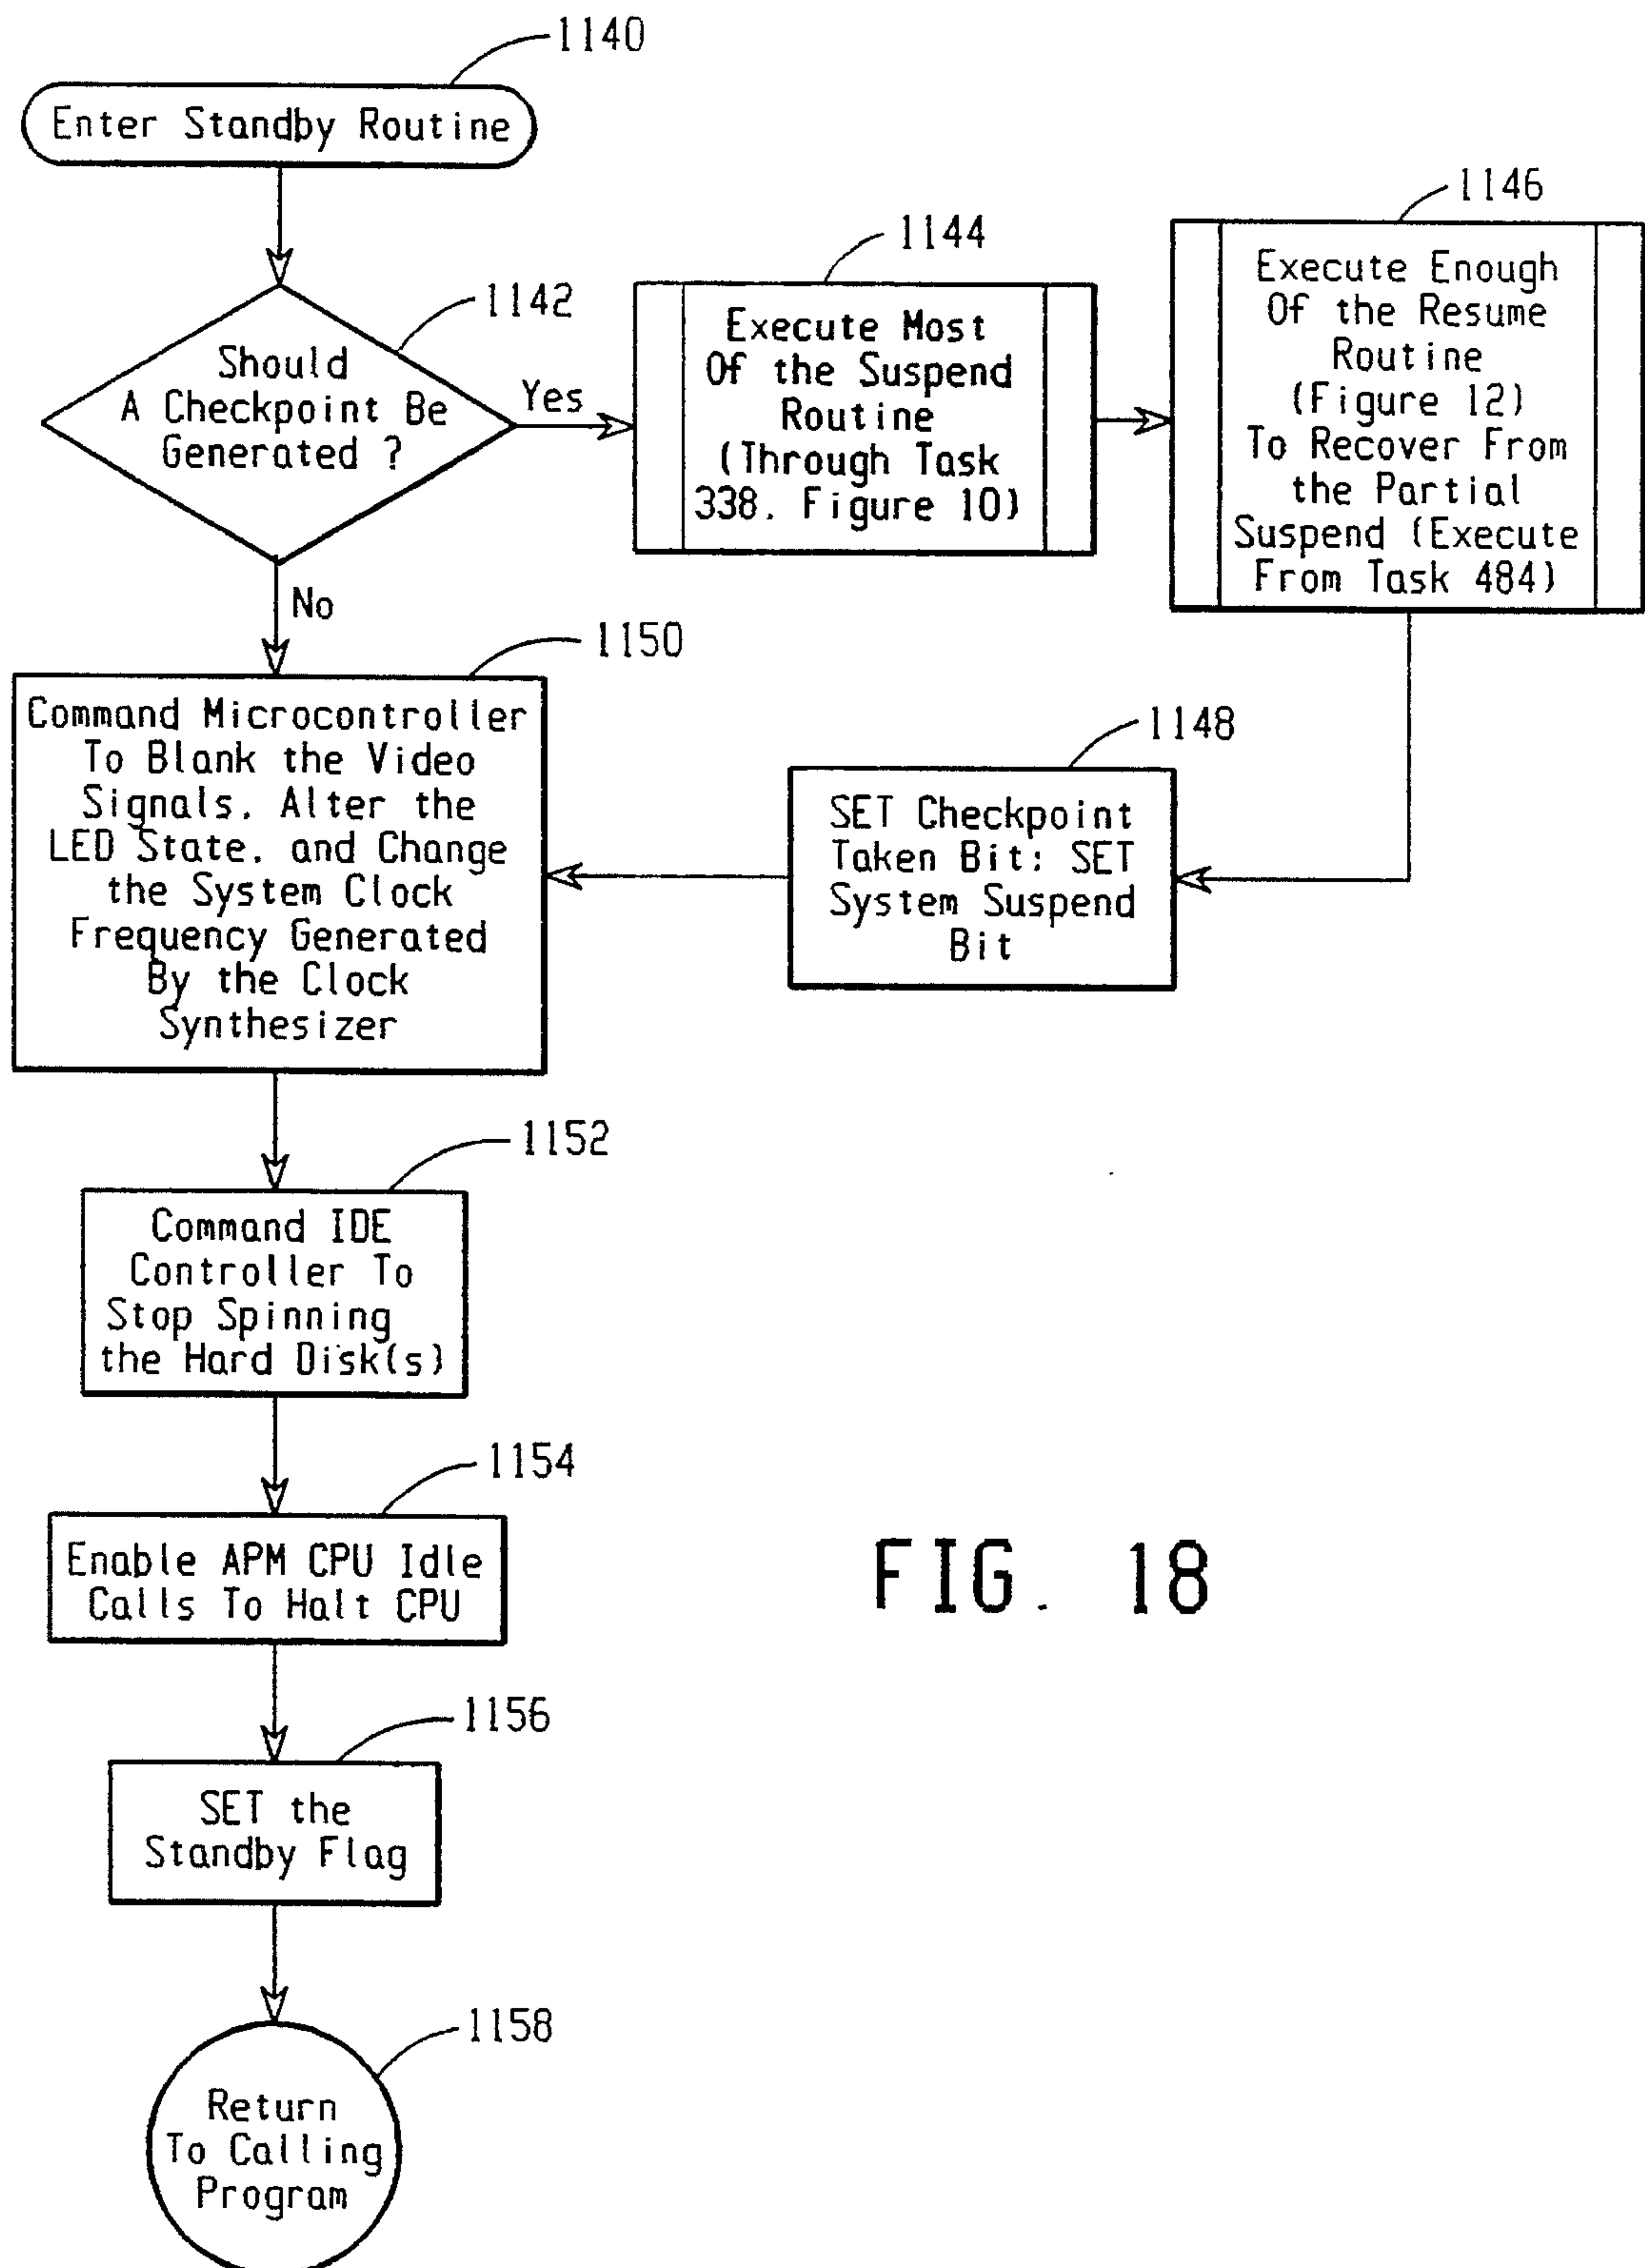 1140
Enter Standby Routine
1142
Should
A Checkpoint Be
Generated ?
Yes
No
1144
Execute Most
Of the Suspend
Routine
(Through Task
338, Figure 10)
1146
Execute Enough
Of the Resume
Routine
(Figure 12)
To Recover From
the Partial
Suspend (Execute
From Task 484)
1148
SET Checkpoint
Taken Bit; SET
System Suspend
Bit
1150
Command Microcontroller
To Blank the Video
Signals, Alter the
LED State, and Change
the System Clock
Frequency Generated
By the Clock
Synthesizer
1152
Command IDE
Controller To
Stop Spinning
the Hard Disk(s)
1154
Enable APM CPU Idle
Calls To Halt CPU
1156
SET the
Standby Flag
1158
Return
To Calling
Program
FIG. 18